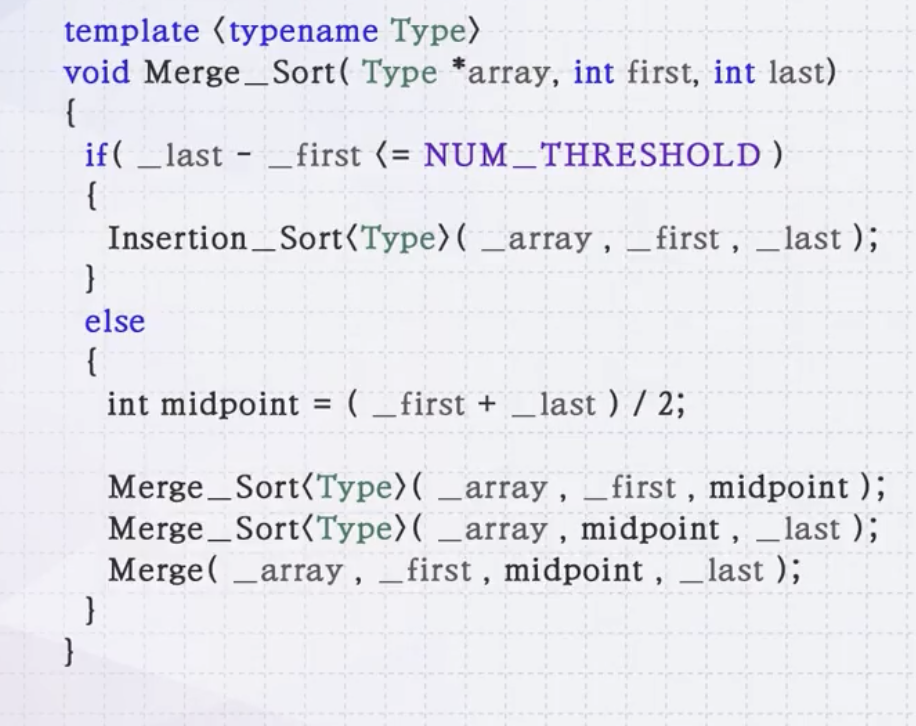 template <typename Type>
void Merge_Sort( Type *array, int first, int last)
{
if( _last - _first <= NUM_THRESHOLD )
{
Insertion_Sort<Type>( _array , _first , _last );
}
else
{
int midpoint = ( _first + _last ) / 2;
Merge_Sort<Type>( _array , _first , midpoint );
Merge_Sort<Type>( _array , midpoint , _last );
Merge( _array , _first , midpoint , _last );
}
}